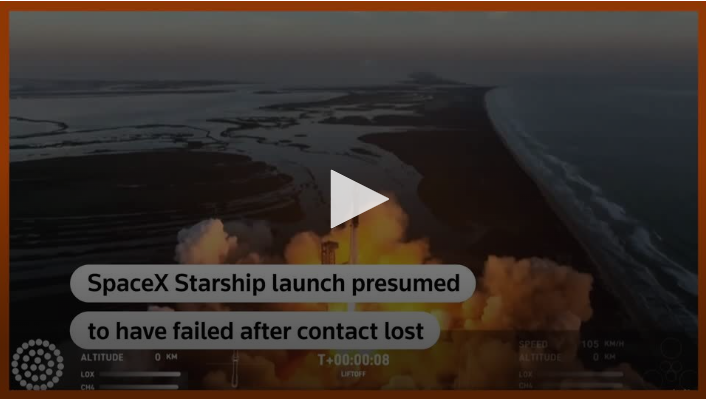 SpaceX Starship launch presumed
to have failed after contact lost
SPEED 105 KM/H
ALTITUDE 0 KM
T+00:00:08
ALTITUDE 0 KM
LOX
LIFTOFF
LOX
CH4
CH4